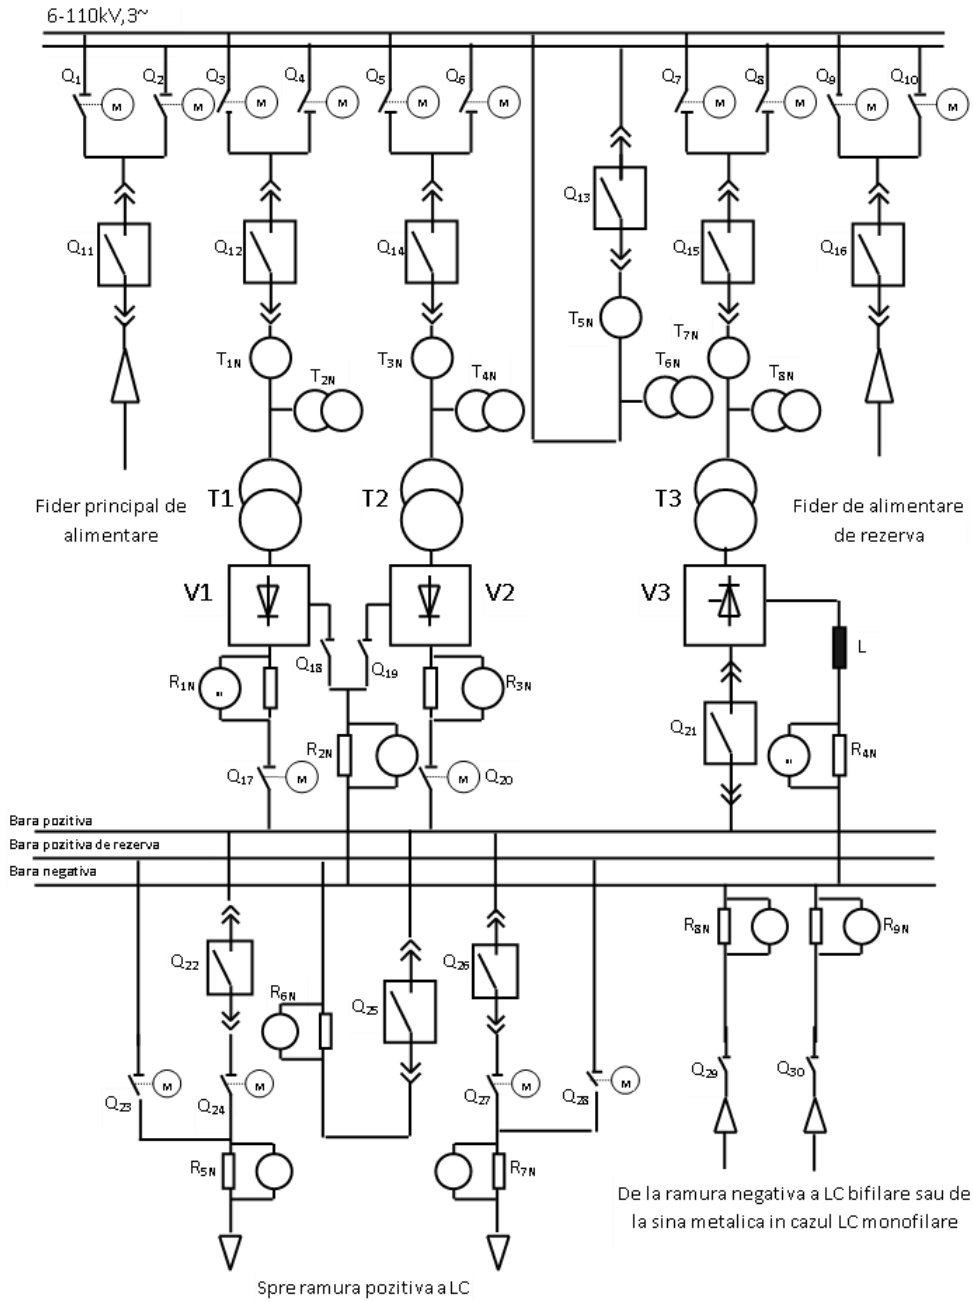 6-110kV,3~
Q1 Q2 Q3 Q4 Q5 Q6 Q7 Q8 Q9 Q10
M M M M M M M M M M
Q11 Q12 Q14 Q13 Q15 Q16
T1N T2N T3N T4N T5N T6N T7N T8N
T1 T2 T3
Fider principal de
alimentare
Fider de alimentare
de rezerva
V1 V2 V3
Q18 Q19
L
R1N R3N
R2N Q21 R4N
Q17 M M Q20
Bara pozitiva
Bara pozitiva de rezerva
Bara negativa
R8N R9N
Q22 R6N Q25 Q26
Q23 M Q24 M Q27 M Q28 M Q29 Q30
R5N R7N
De la ramura negativa a LC bifilare sau de
la sina metalica in cazul LC monofilare
Spre ramura pozitiva a LC